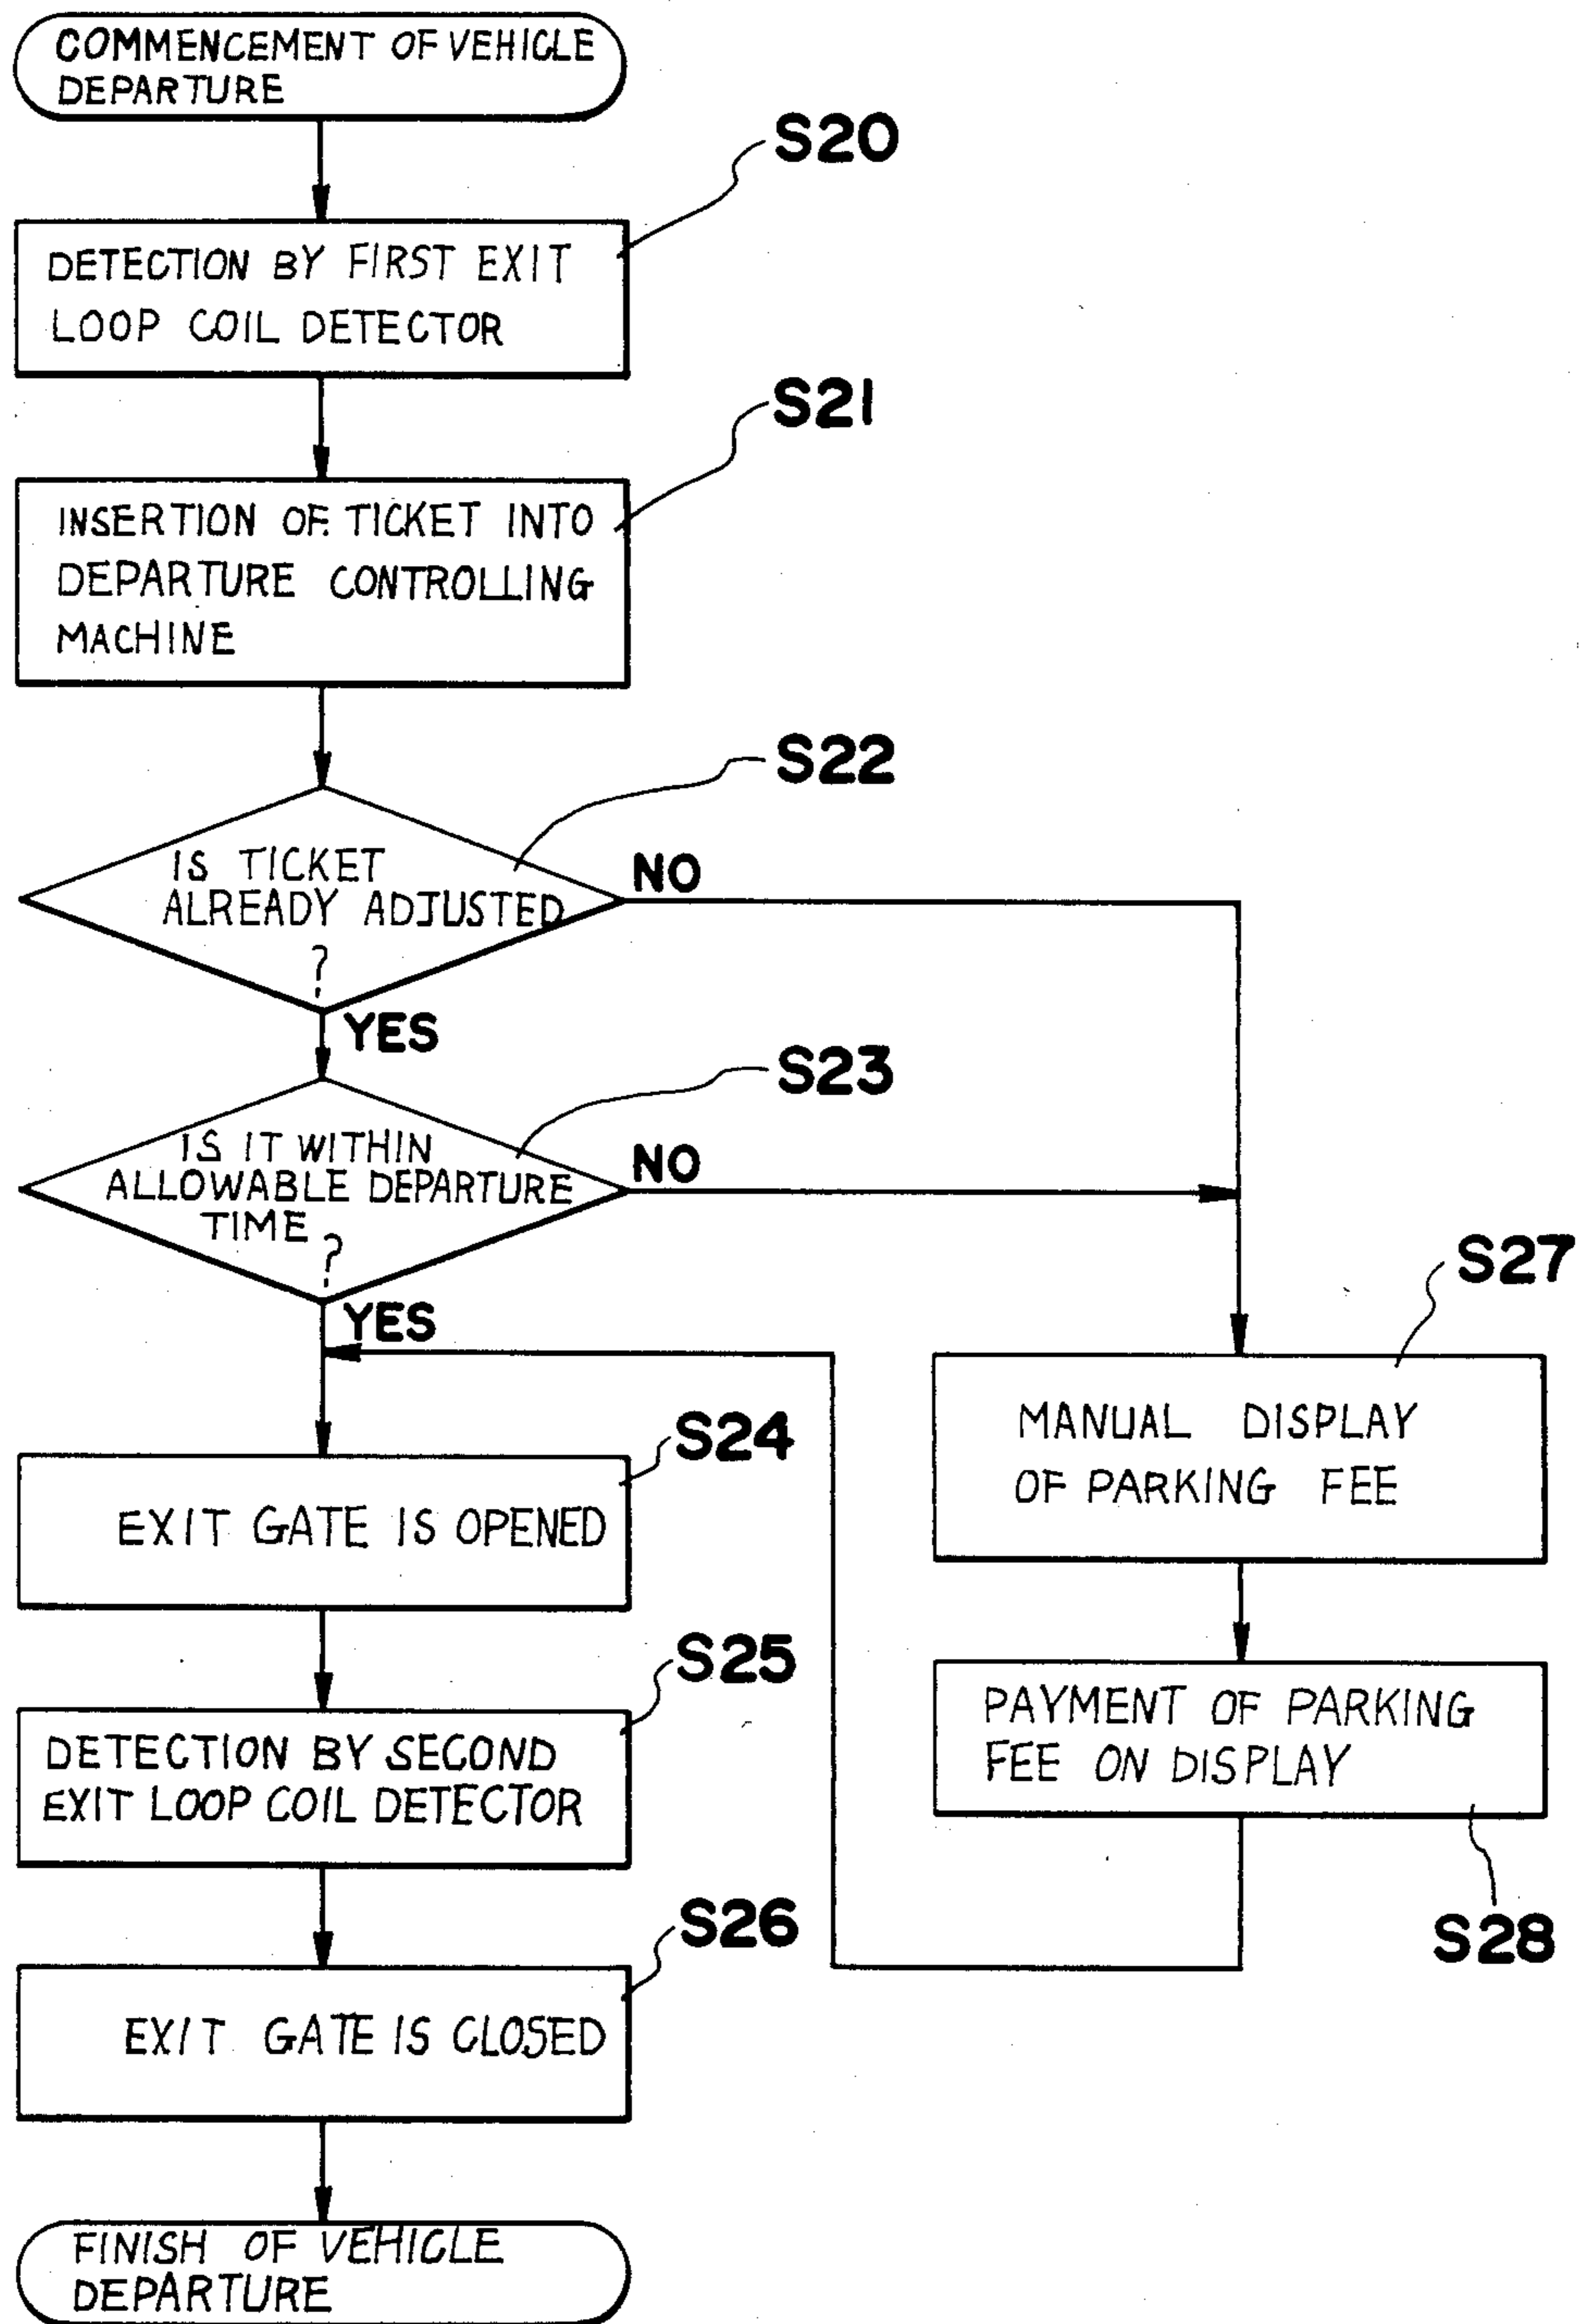 COMMENCEMENT OF VEHICLE
DEPARTURE
S20
DETECTION BY FIRST EXIT
LOOP COIL DETECTOR
S21
INSERTION OF TICKET INTO
DEPARTURE CONTROLLING
MACHINE
S22
IS TICKET
ALREADY ADJUSTED
?
NO
YES
S23
IS IT WITHIN
ALLOWABLE DEPARTURE
TIME
?
NO
YES
S27
MANUAL DISPLAY
OF PARKING FEE
S24
EXIT GATE IS OPENED
S25
DETECTION BY SECOND
EXIT LOOP COIL DETECTOR
PAYMENT OF PARKING
FEE ON DISPLAY
S28
S26
EXIT GATE IS CLOSED
FINISH OF VEHICLE
DEPARTURE